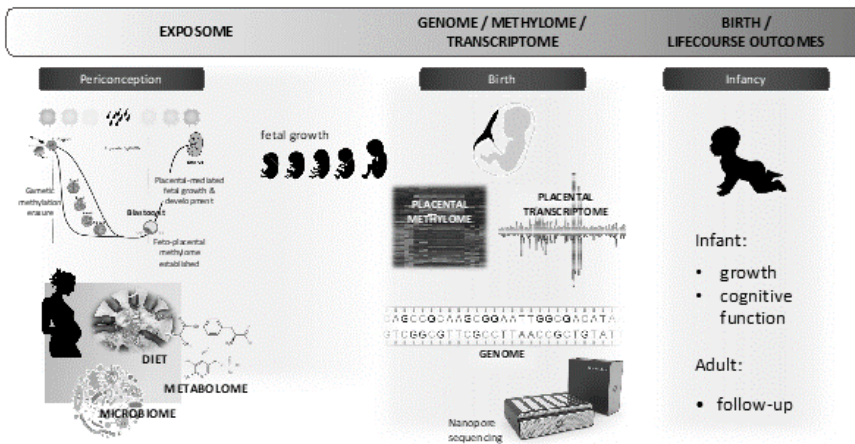 EXPOSOME
GENOME / METHYLOME /
TRANSCRIPTOME
BIRTH /
LIFECOURSE OUTCOMES
Periconception
Birth
Infancy
fetal growth
Gametic
methylation
erasure
Blastocyst
Placental-mediated
fetal growth &
development
Feto-placental
methylome
established
DIET
METABOLOME
MICROBIOME
PLACENTAL
METHYLOME
PLACENTAL
TRANSCRIPTOME
CAGCCGCAAGCGGAATTGGCGACATA
GTCGGCGTTCGCCTTAACCGCTGTAT
GENOME
Nanopore
sequencing
Infant:
• growth
• cognitive
function
Adult:
• follow-up